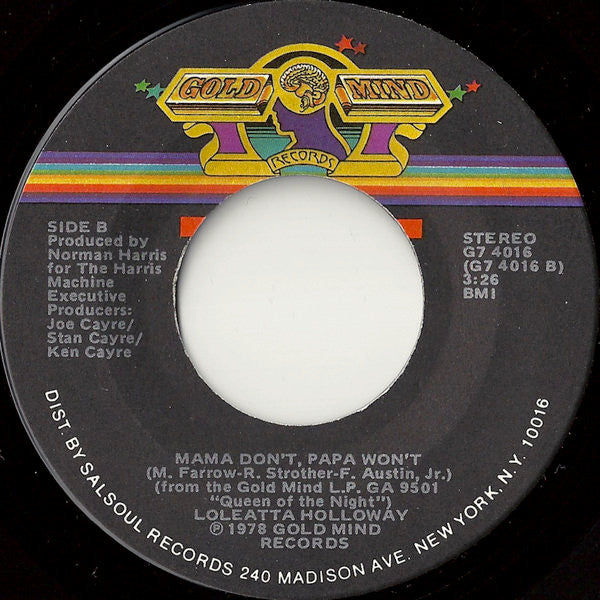 GOLD MIND
RECORDS
SIDE B
Produced by
Norman Harris
for The Harris
Machine
Executive
Producers:
Joe Cayre/
Stan Cayre/
Ken Cayre
STEREO
G7 4016
(G7 4016 B)
3:26
BMI
MAMA DON'T, PAPA WON'T
(M. Farrow-R. Strother-F. Austin, Jr.)
(from the Gold Mind L.P. GA 9501
"Queen of the Night")
LOLEATTA HOLLOWAY
℗ 1978 GOLD MIND
RECORDS
DIST. BY SALSOUL RECORDS 240 MADISON AVE. NEW YORK, N.Y. 10016